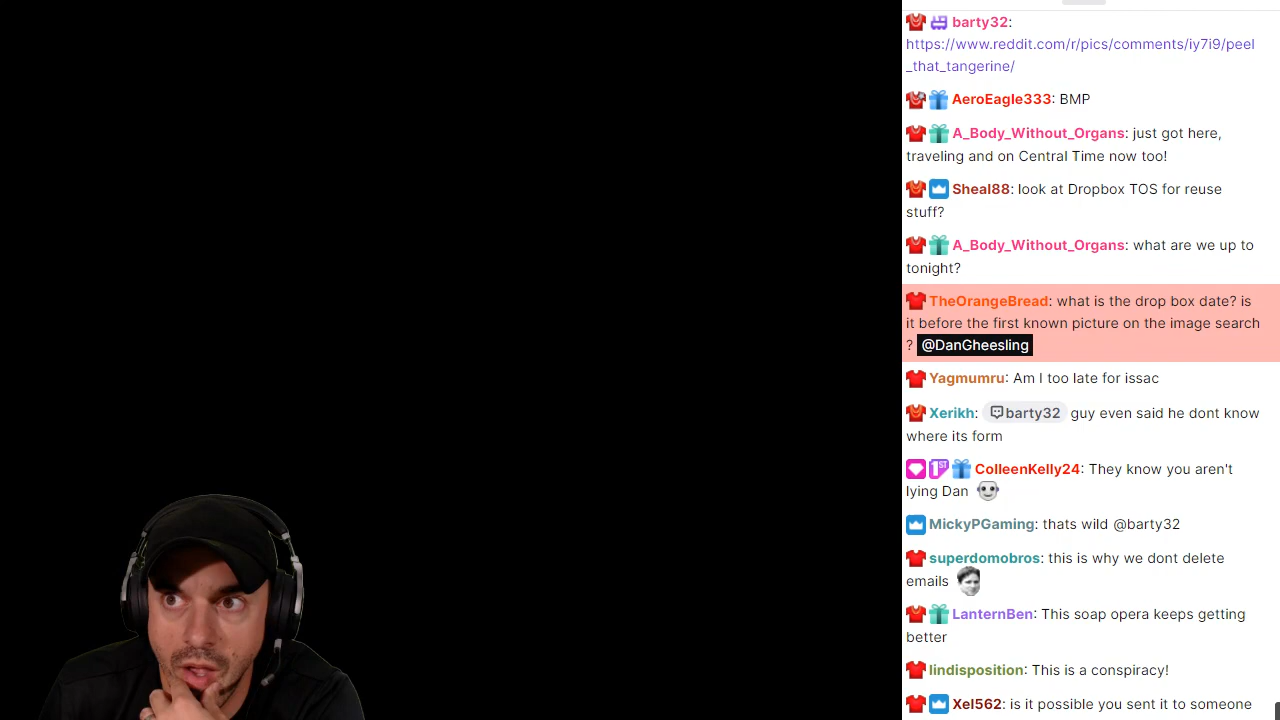 barty32:
https://www.reddit.com/r/pics/comments/iy7i9/peel
_that_tangerine/
AeroEagle333: BMP
A_Body_Without_Organs: just got here,
traveling and on Central Time now too!
Sheal88: look at Dropbox TOS for reuse
stuff?
A_Body_Without_Organs: what are we up to
tonight?
TheOrangeBread: what is the drop box date? is
it before the first known picture on the image search
? @DanGheesling
Yagmumru: Am I too late for issac
Xerikh: barty32 guy even said he dont know
where its form
1ST ColleenKelly24: They know you aren't
lying Dan
MickyPGaming: thats wild @barty32
superdomobros: this is why we dont delete
emails
LanternBen: This soap opera keeps getting
better
lindisposition: This is a conspiracy!
Xel562: is it possible you sent it to someone